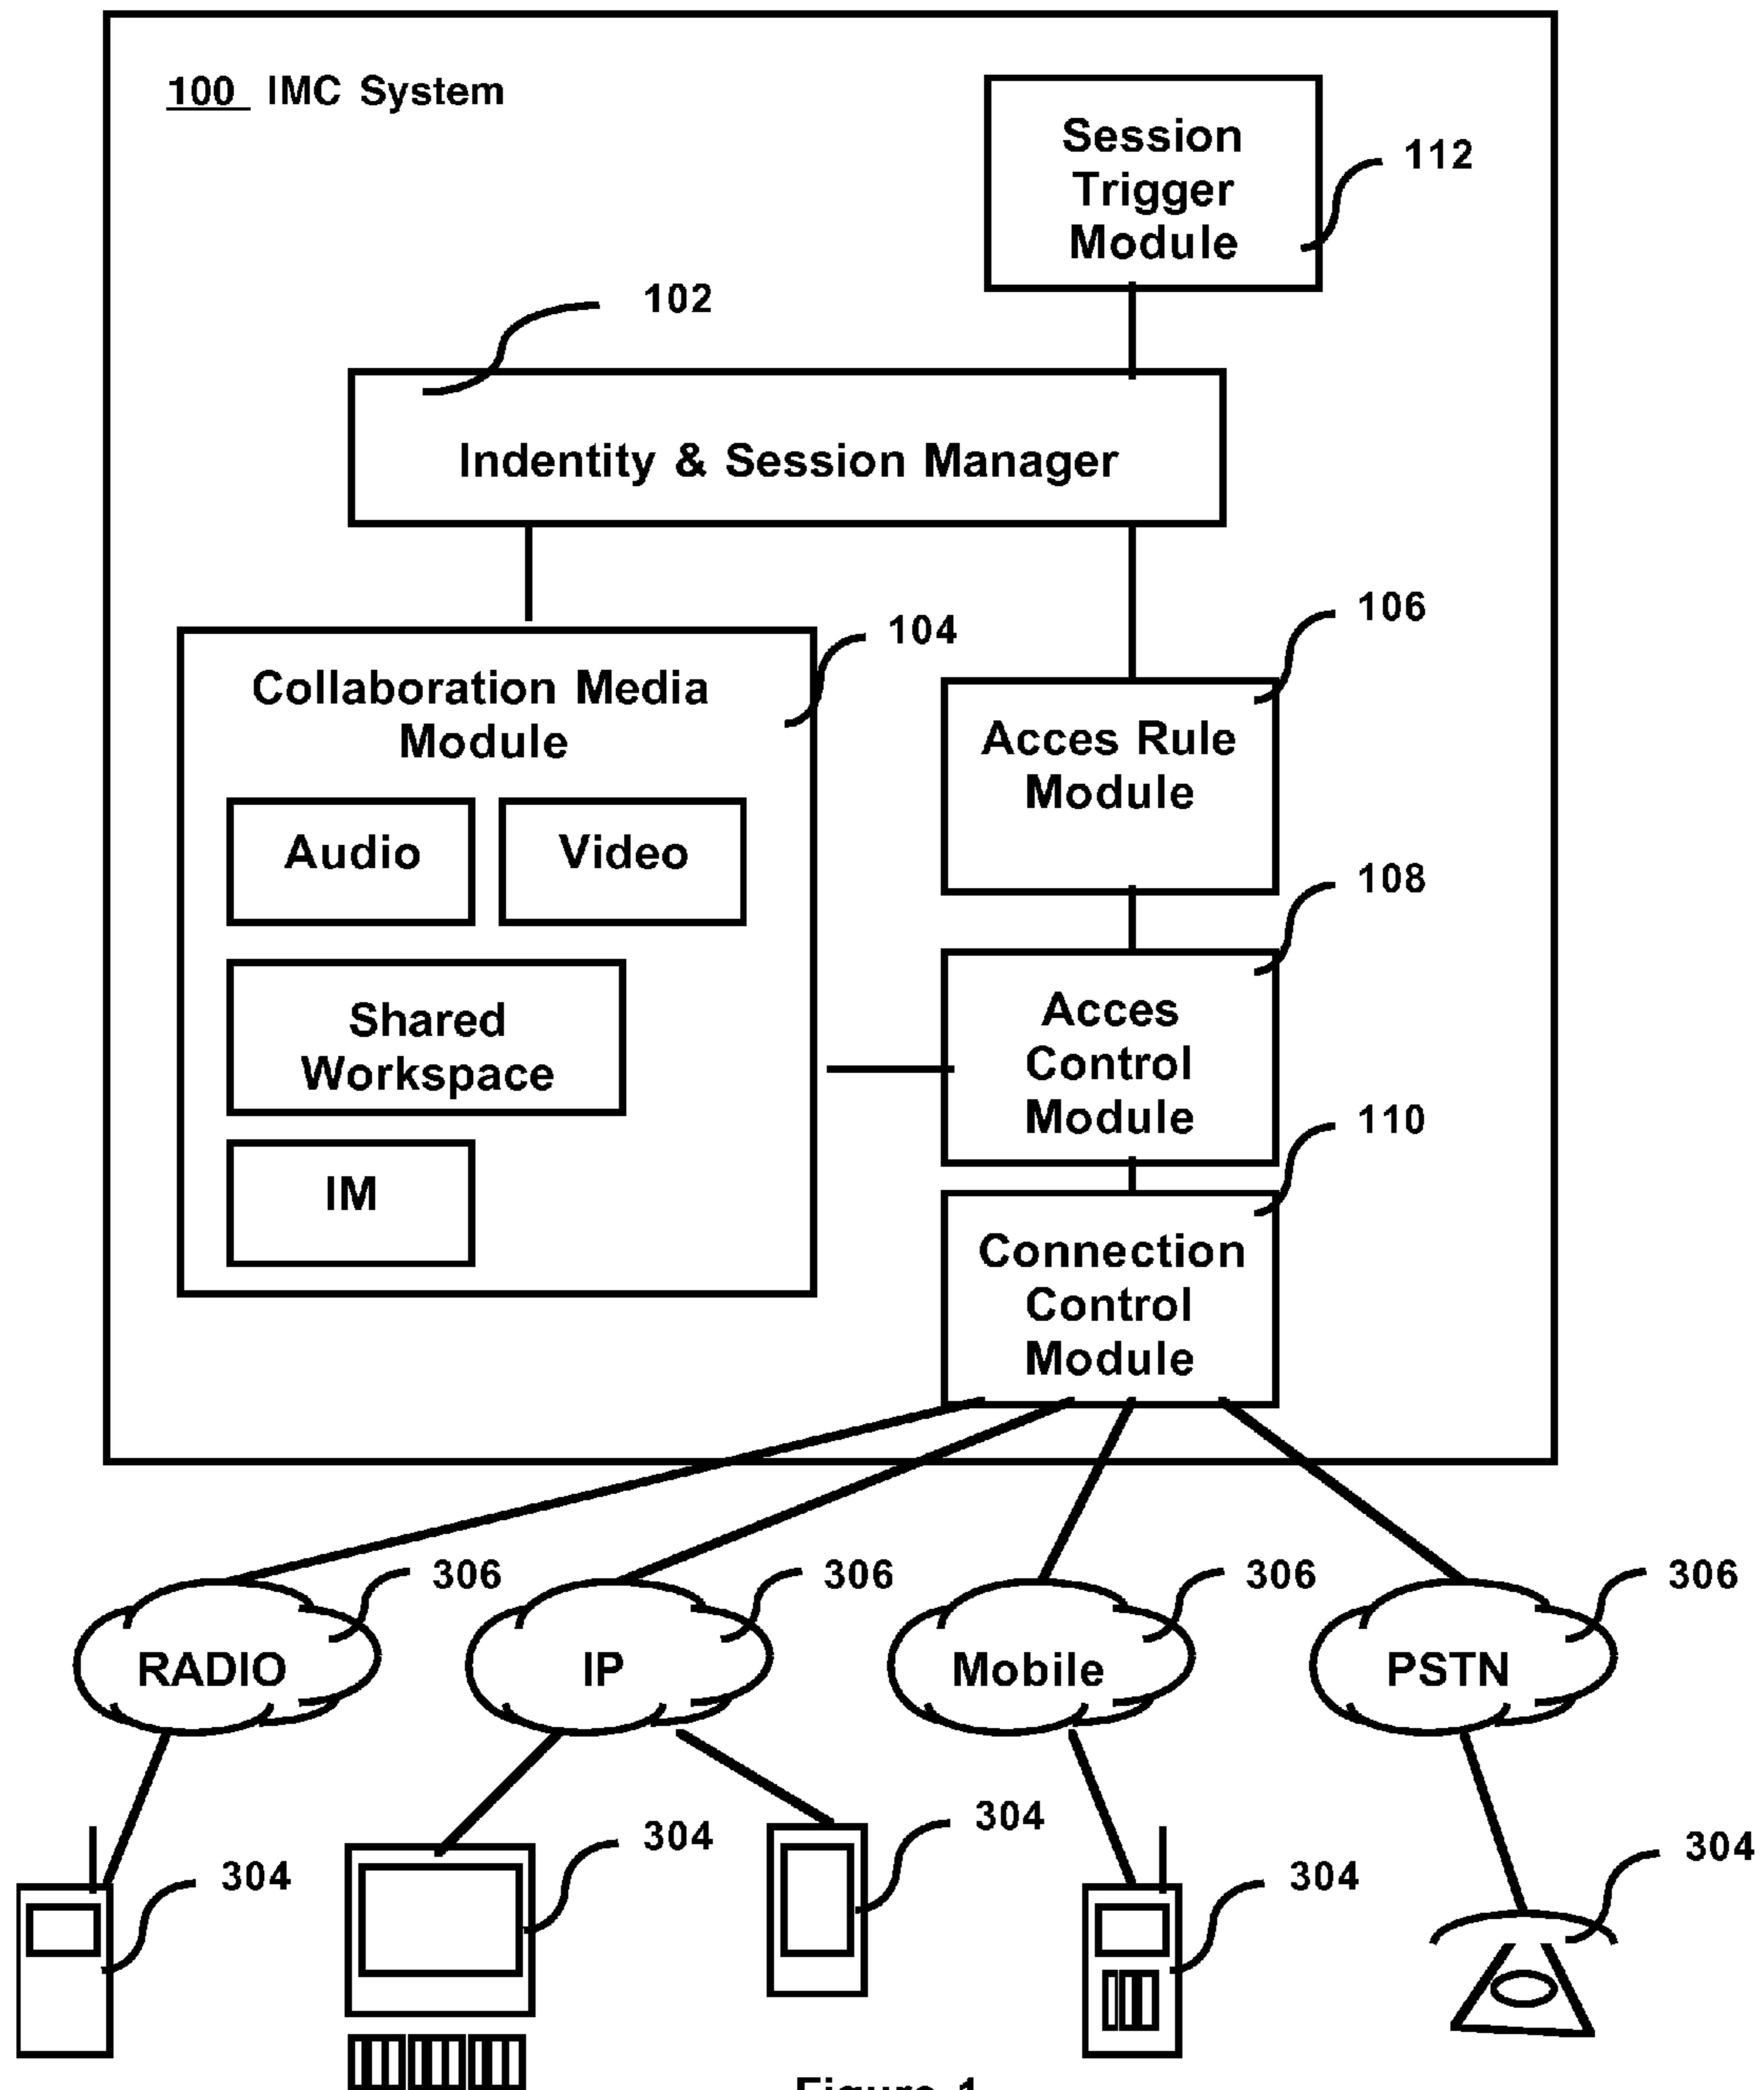 100 IMC System
Session
Trigger
Module
112
102
Indentity & Session Manager
104
Collaboration Media
Module
Audio
Video
Shared
Workspace
IM
106
Acces Rule
Module
108
Acces
Control
Module
110
Connection
Control
Module
306
306
306
306
RADIO
IP
Mobile
PSTN
304
304
304
304
304
Figure 1